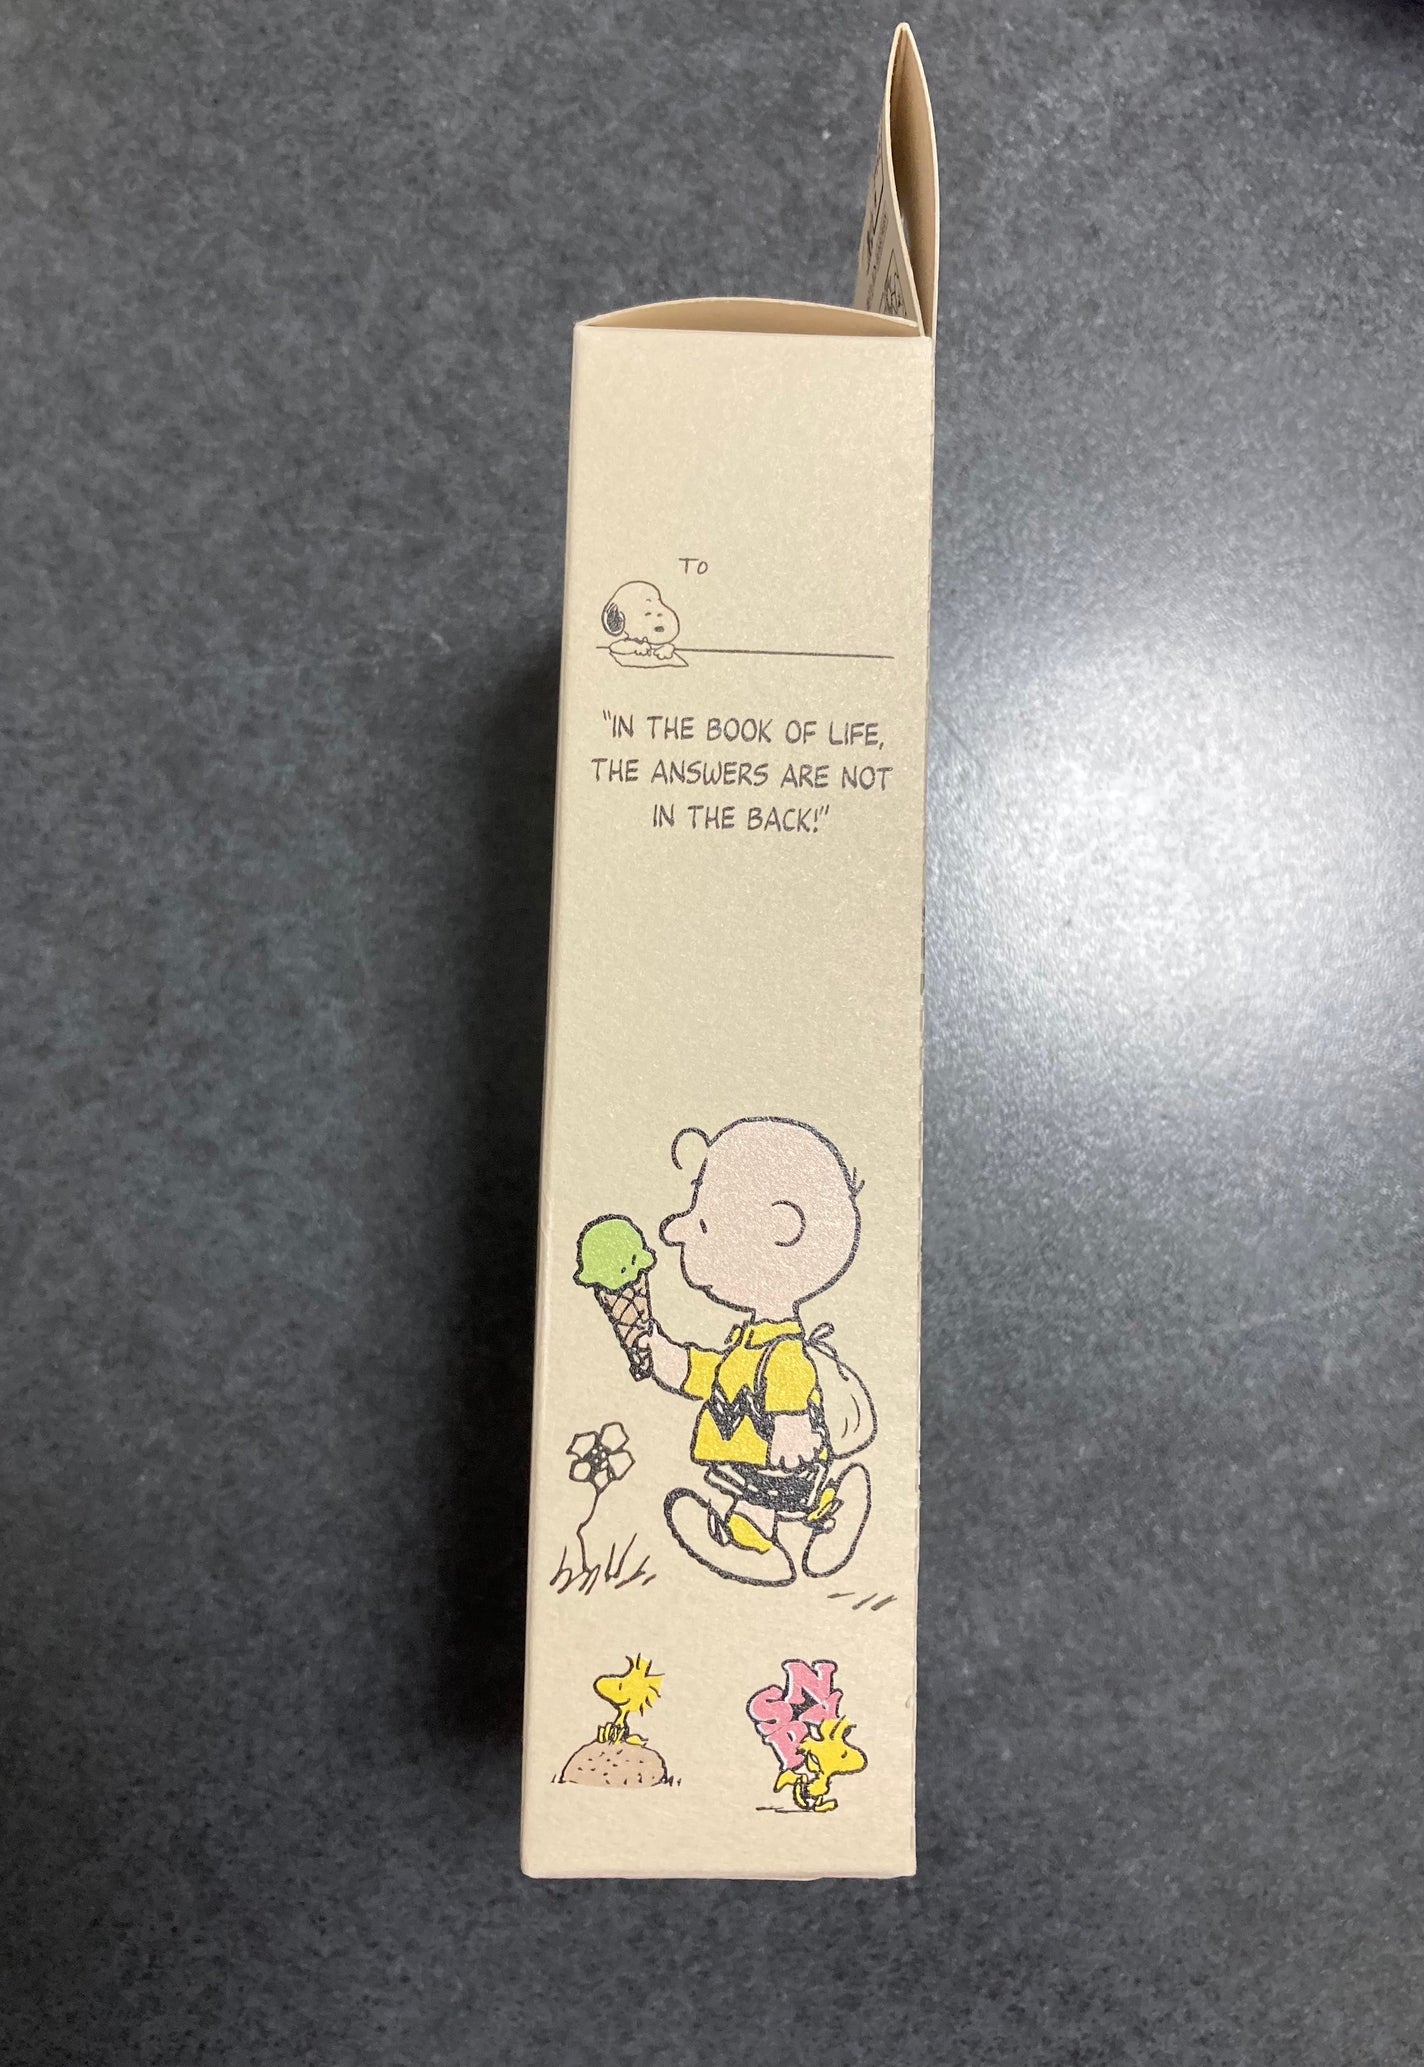 To
"IN THE BOOK OF LIFE,
THE ANSWERS ARE NOT
IN THE BACK!"